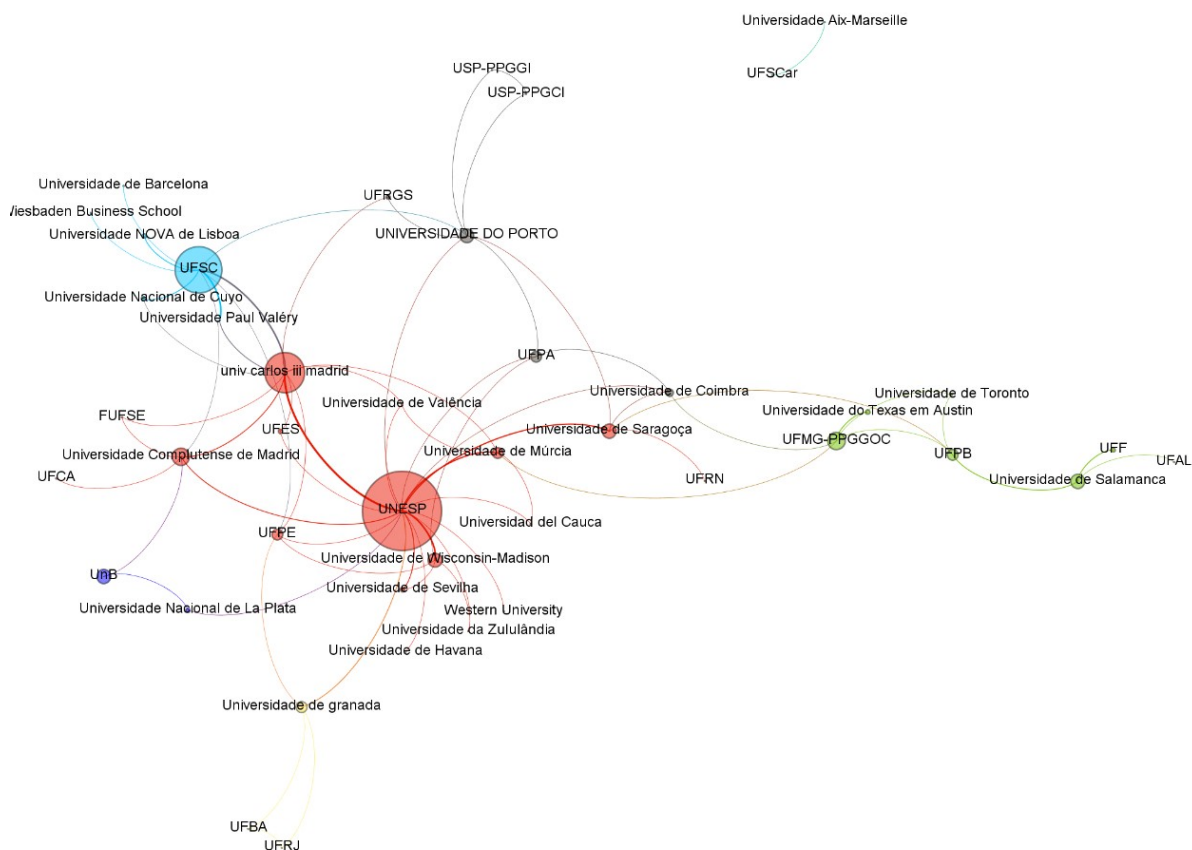 Universidade Aix-Marseille
USP-PPGGI
UFSCar
USP-PPGCI
Universidade de Barcelona
UFRGS
Wiesbaden Business School
Universidade NOVA de Lisboa
UNIVERSIDADE DO PORTO
UFSC
Universidade Nacional de Cuyo
Universidade Paul Valéry
UFPA
univ carlos iii madrid
Universidade de Coimbra
Universidade de Toronto
Universidade de Valência
Universidade do Texas em Austin
FUFSE
UFES
Universidade de Saragoça
UFMG-PPGGOC
Universidade de Múrcia
UFF
Universidade Complutense de Madrid
UFPB
UFAL
UFCA
UFRN
Universidade de Salamanca
UNESP
Universidad del Cauca
UFPE
Universidade de Wisconsin-Madison
UnB
Universidade de Sevilha
Universidade Nacional de La Plata
Western University
Universidade da Zululândia
Universidade de Havana
Universidade de granada
UFBA
UFRJ